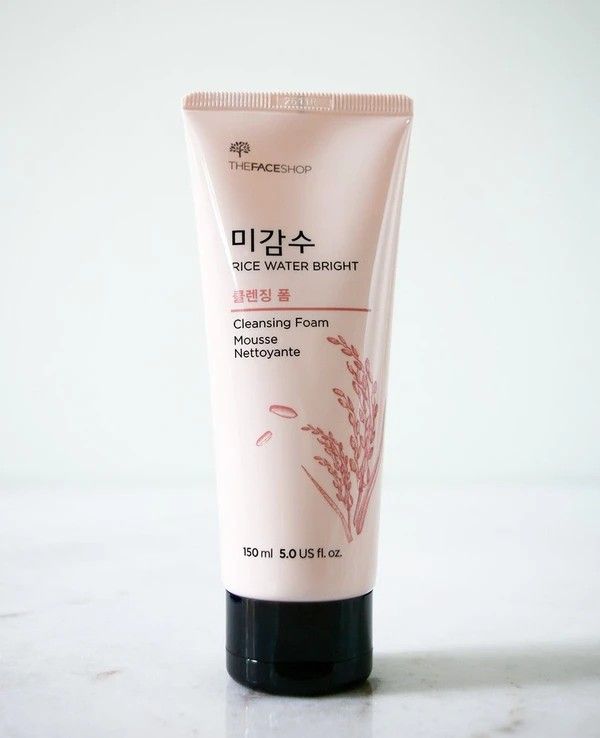 THEFACESHOP
미감수
RICE WATER BRIGHT
클렌징 폼
Cleansing Foam
Mousse
Nettoyante
150 ml 5.0 US fl. oz.